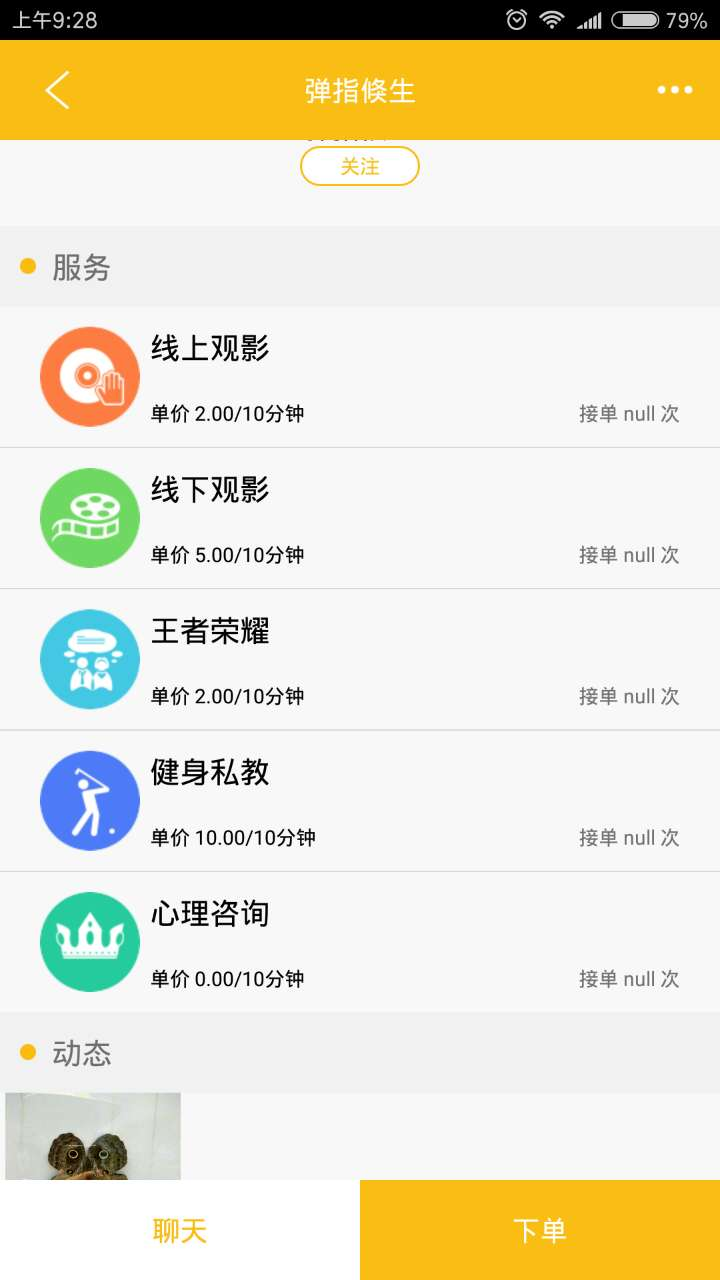 上午9:28
79%
弹指倏生
关注
服务
线上观影
单价 2.00/10分钟
接单 null 次
线下观影
单价 5.00/10分钟
接单 null 次
王者荣耀
单价 2.00/10分钟
接单 null 次
健身私教
单价 10.00/10分钟
接单 null 次
心理咨询
单价 0.00/10分钟
接单 null 次
动态
聊天
下单